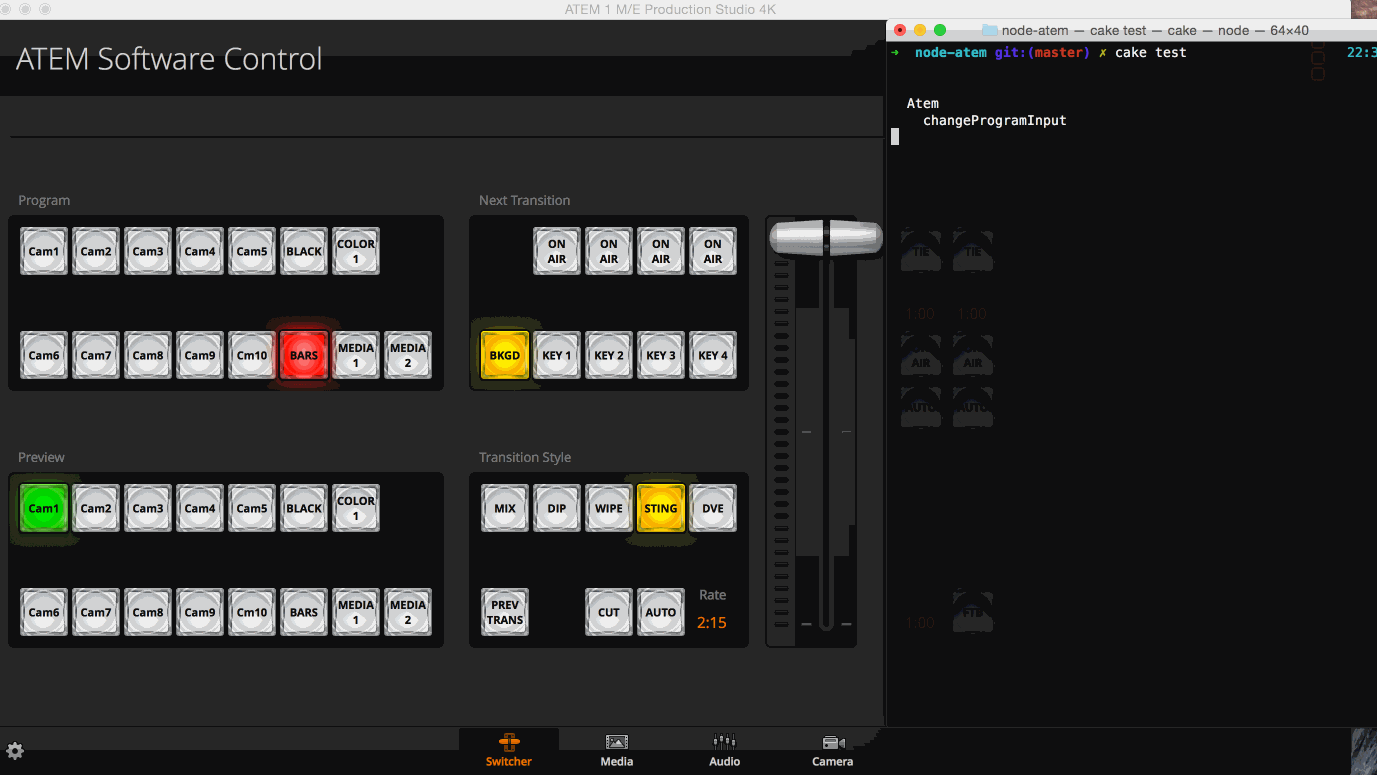 ATEM 1 M/E Production Studio 4K
node-atem — cake test — cake — node — 64×40
ATEM Software Control
➜ node-atem git:(master) ✗ cake test 22:3
Atem
changeProgramInput
Program
Cam1 Cam2 Cam3 Cam4 Cam5 BLACK COLOR 1
Cam6 Cam7 Cam8 Cam9 Cm10 BARS MEDIA 1 MEDIA 2
Next Transition
ON AIR ON AIR ON AIR ON AIR
BKGD KEY 1 KEY 2 KEY 3 KEY 4
TIE TIE
1:00 1:00
ON AIR ON AIR
AUTO AUTO
Preview
Cam1 Cam2 Cam3 Cam4 Cam5 BLACK COLOR 1
Cam6 Cam7 Cam8 Cam9 Cm10 BARS MEDIA 1 MEDIA 2
Transition Style
MIX DIP WIPE STING DVE
PREV TRANS CUT AUTO
Rate
2:15
1:00 FTB
Switcher Media Audio Camera